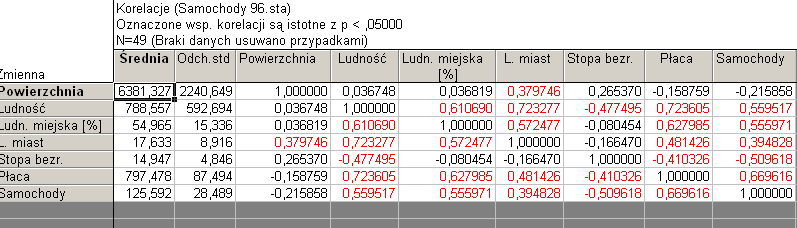 Korelacje (Samochody 96.sta)
Oznaczone wsp. korelacji są istotne z p < ,05000
N=49 (Braki danych usuwano przypadkami)
Zmienna Średnia Odch.std Powierzchnia Ludność Ludn. miejska [%] L. miast Stopa bezr. Płaca Samochody
Powierzchnia 6381,327 2240,649 1,000000 0,036748 0,036819 0,379746 0,265370 -0,158759 -0,215858
Ludność 788,557 592,694 0,036748 1,000000 0,610690 0,723277 -0,477495 0,723605 0,559517
Ludn. miejska [%] 54,965 15,336 0,036819 0,610690 1,000000 0,572477 -0,080454 0,627985 0,555971
L. miast 17,633 8,916 0,379746 0,723277 0,572477 1,000000 -0,166470 0,481426 0,394828
Stopa bezr. 14,947 4,846 0,265370 -0,477495 -0,080454 -0,166470 1,000000 -0,410326 -0,509618
Płaca 797,478 87,494 -0,158759 0,723605 0,627985 0,481426 -0,410326 1,000000 0,669616
Samochody 125,592 28,489 -0,215858 0,559517 0,555971 0,394828 -0,509618 0,669616 1,000000